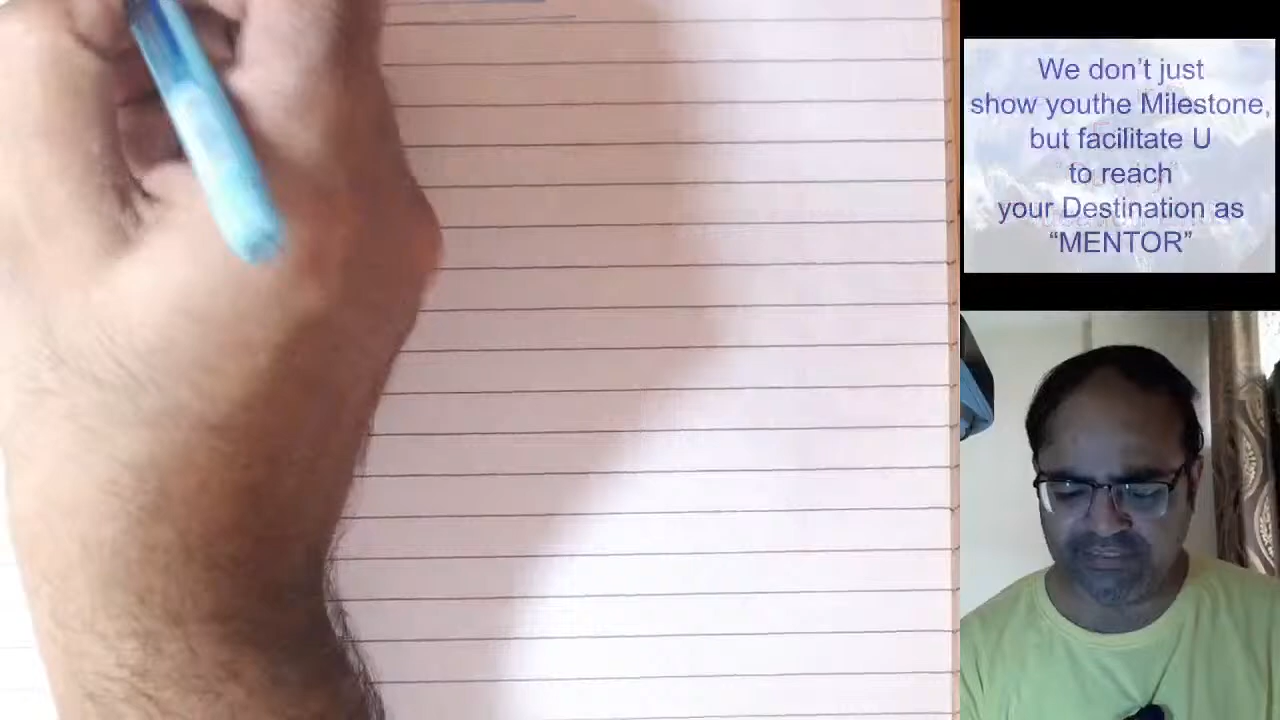 We don't just
show youthe Milestone,
but facilitate U
to reach
your Destination as
“MENTOR”